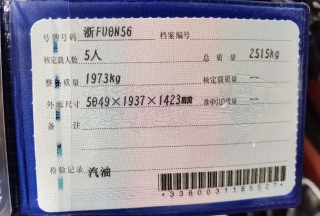 号牌号码 浙FU0N56 档案编号
核定载人数 5人 总质量 2515kg
整备质量 1973kg 核定载质量 --
外廓尺寸 5049×1937×1423mm 准牵引总质量 --
备注
检验记录 汽油
*3380031185527*